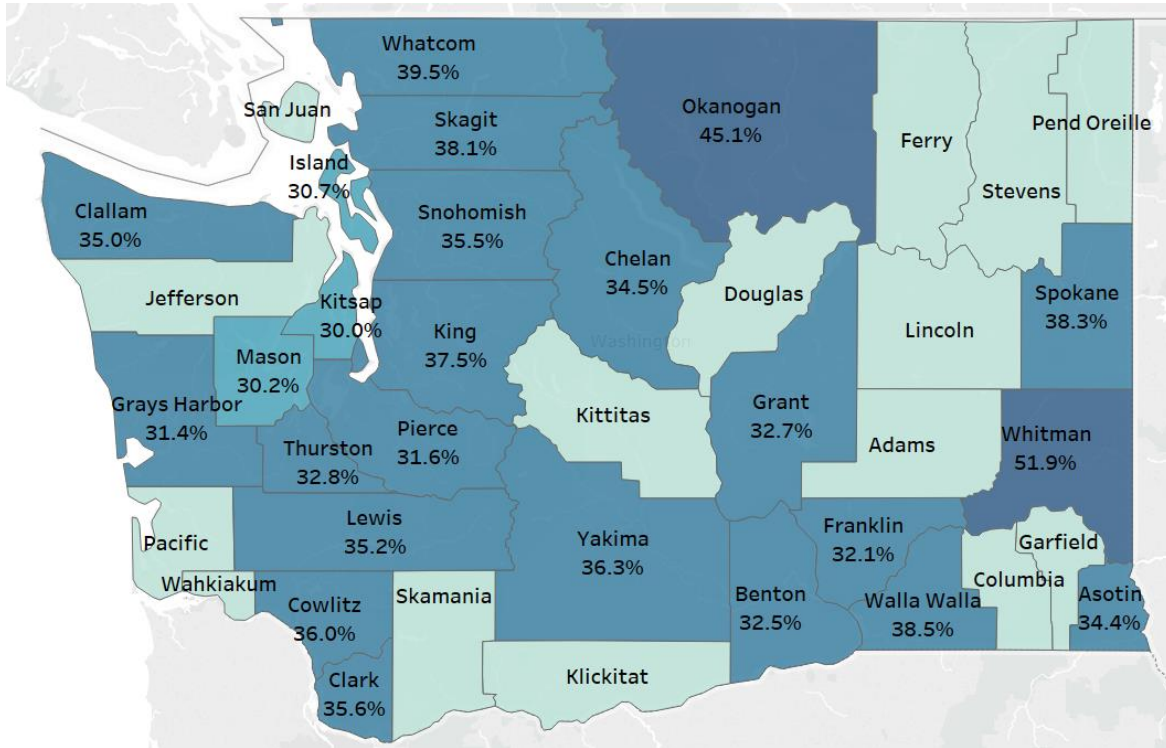 Whatcom
39.5%
Okanogan
45.1%
San Juan
Skagit
38.1%
Ferry
Pend Oreille
Stevens
Island
30.7%
Clallam
35.0%
Snohomish
35.5%
Chelan
34.5%
Jefferson
Kitsap
30.0%
Douglas
Spokane
38.3%
King
37.5%
Washington
Lincoln
Mason
30.2%
Grays Harbor
31.4%
Kittitas
Grant
32.7%
Pierce
31.6%
Thurston
32.8%
Adams
Whitman
51.9%
Lewis
35.2%
Pacific
Yakima
36.3%
Franklin
32.1%
Garfield
Wahkiakum
Columbia
Cowlitz
36.0%
Skamania
Benton
32.5%
Walla Walla
38.5%
Asotin
34.4%
Clark
35.6%
Klickitat